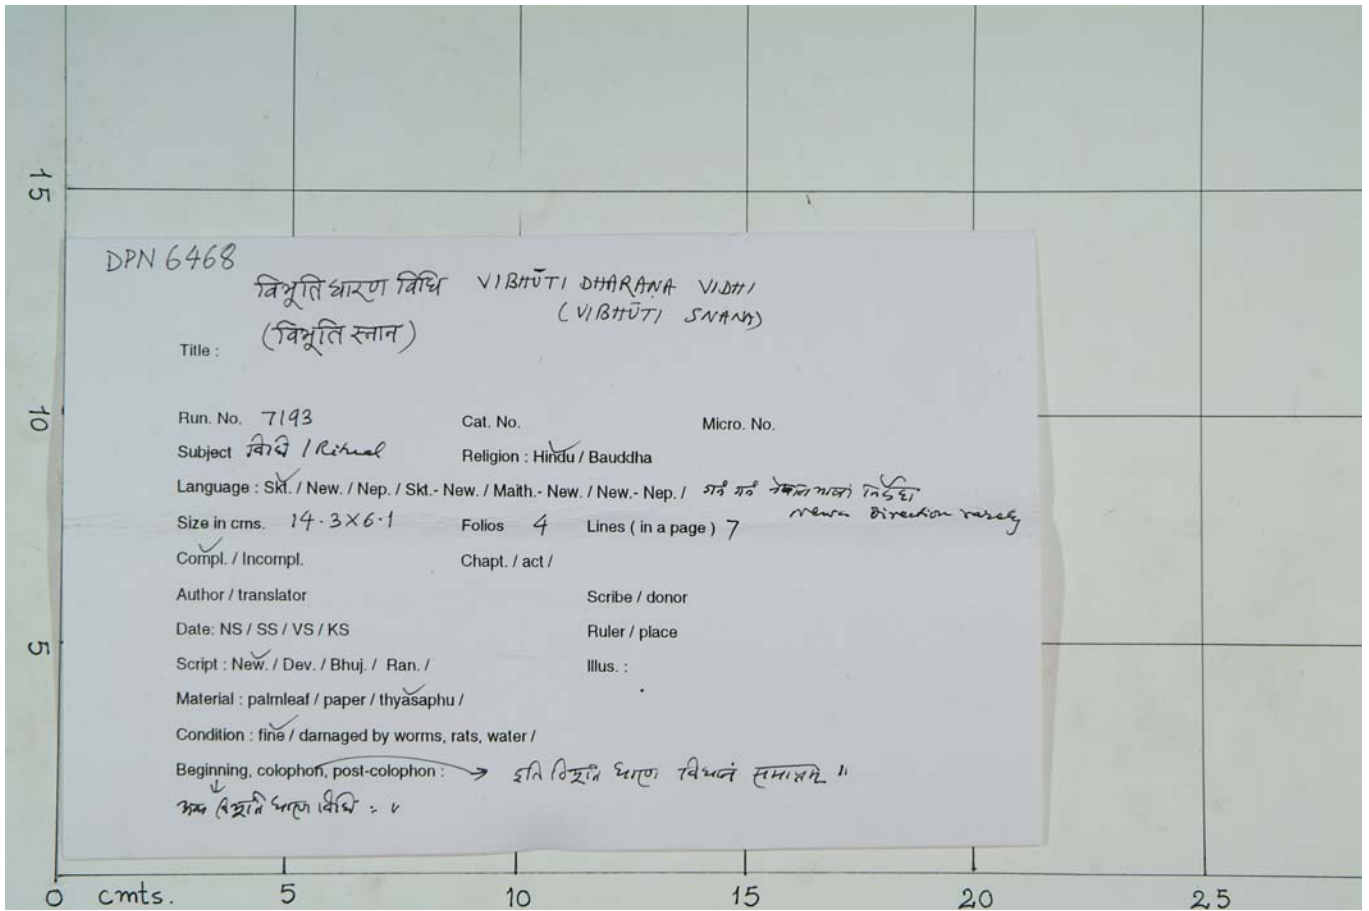 15
DPN 6468
विभूति धारण विधि VIBHŪTI DHARAṆA VIDHI
(विभूति स्नान) (VIBHŪTI SNANA)
Title :
10
Run. No. 7193 Cat. No. Micro. No.
Subject विधि / Ritual Religion : Hindu / Bauddha
Language : Skt. / New. / Nep. / Skt.- New. / Maith.- New. / New.- Nep. /
Newa Direction rarely
Size in cms. 14.3 X 6.1 Folios 4 Lines ( in a page ) 7
Compl. / Incompl. Chapt. / act /
Author / translator Scribe / donor
Date: NS / SS / VS / KS Ruler / place
5
Script : New. / Dev. / Bhuj. / Ran. / Illus. :
Material : palmleaf / paper / thyasaphu /
Condition : fine / damaged by worms, rats, water /
Beginning, colophon, post-colophon : → इति विभूति धारण विधानं समाप्तम् ॥
अथ विभूति धारण विधि : ॥
0 cmts. 5 10 15 20 25